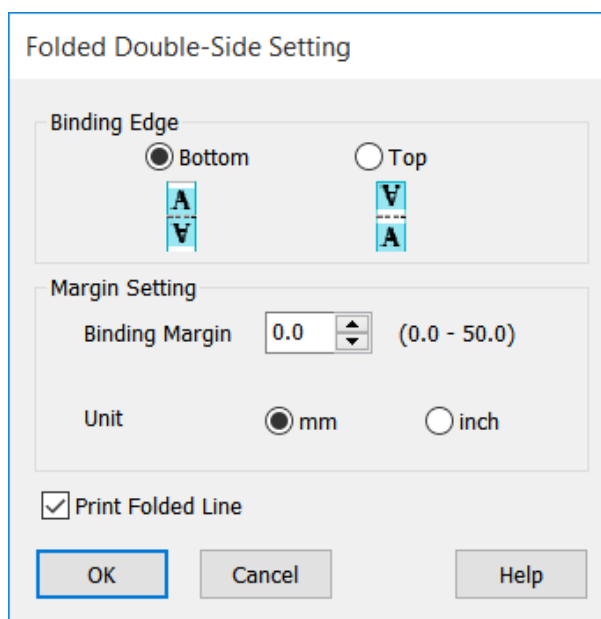 Folded Double-Side Setting
Binding Edge
Bottom Top
A A
A A
Margin Setting
Binding Margin 0.0 (0.0 - 50.0)
Unit mm inch
Print Folded Line
OK Cancel Help